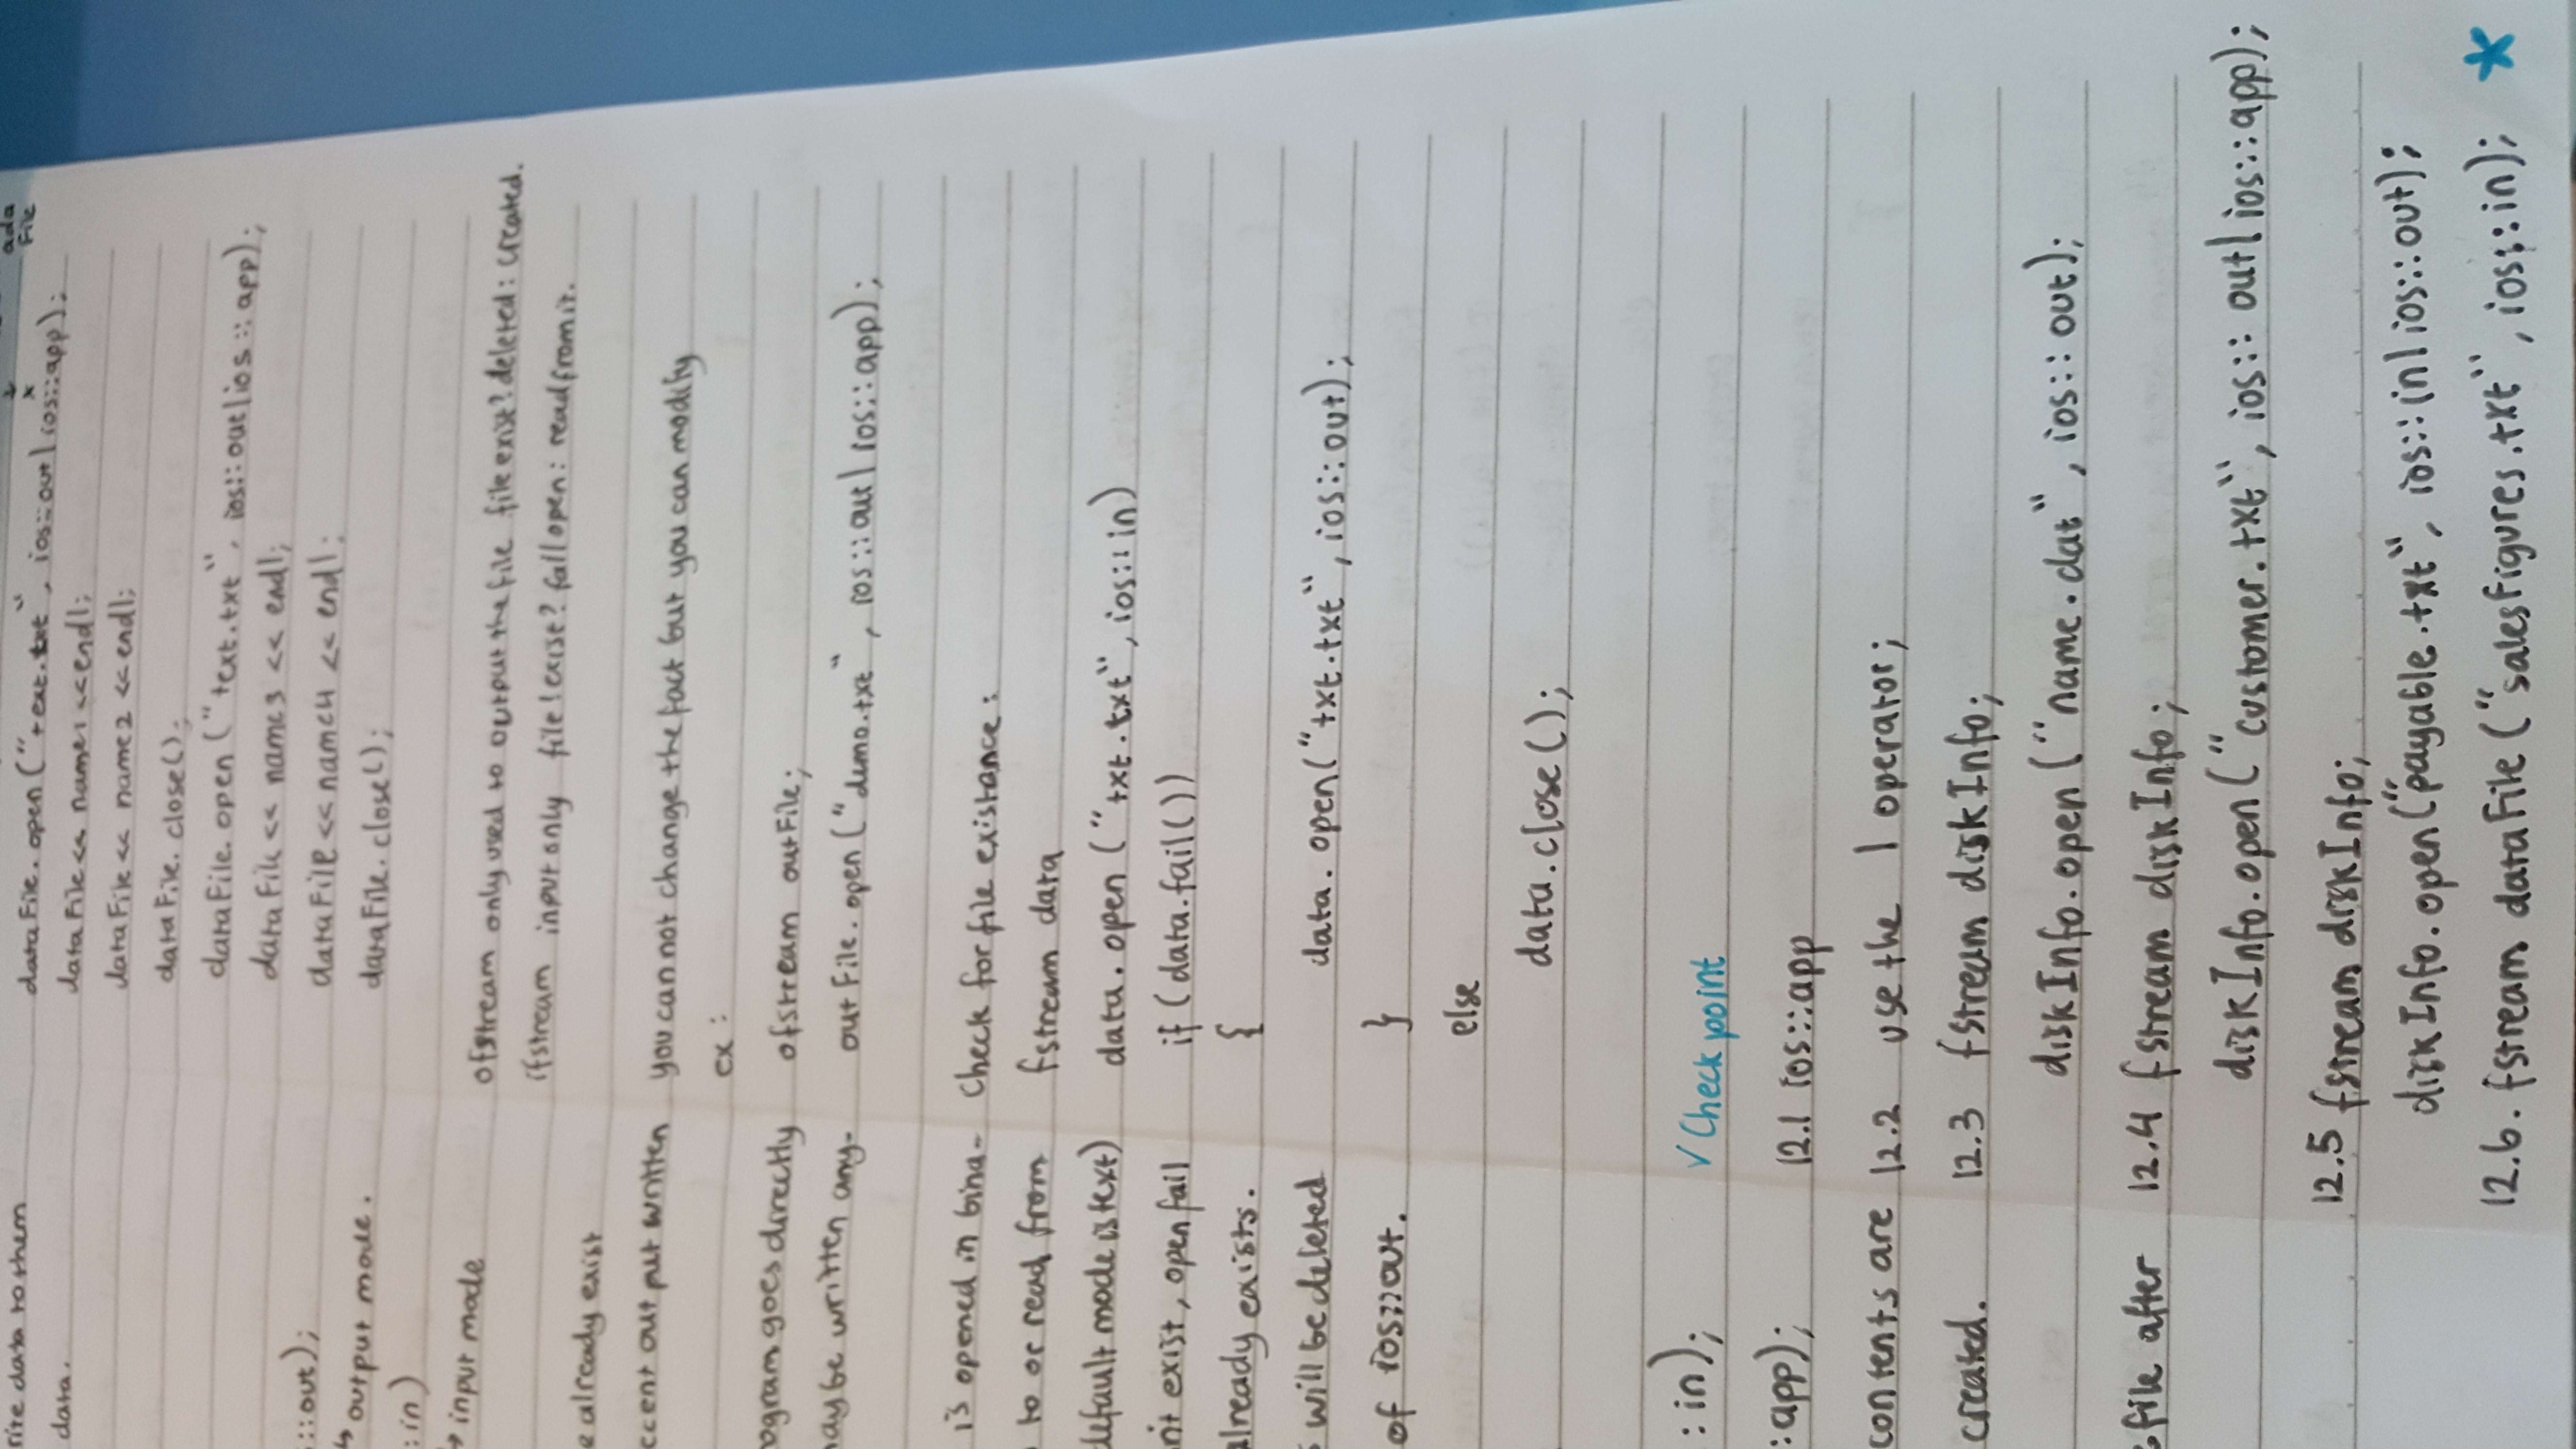 rite data to them
data.
::out);
↳ output mode.
:in)
↳ input mode
e already exist
ccent out put written
ogram goes directly
may be written any-
is opened in bina-
to or read from
default mode is text)
n't exist, open fail
already exists.
s will be deleted
of ios::out.
:in);
:app);
contents are
created.
file after
ada
file
dataFile.open("text.txt", ios::out|ios::app);
dataFile<< name1 <<endl;
dataFile<< name2 <<endl;
dataFile.close();
dataFile.open("text.txt", ios::out|ios::app);
dataFile<< name3 << endl;
dataFile<<name4 << endl;
dataFile.close();
ofstream only used to output the file file exist? deleted: created.
ifstream input only file!exist? fall open: read from it.
you can not change the fact but you can modify
ex:
ofstream outFile;
outFile.open("demo.txt", ios::out|ios::app);
Check for file existance:
fstream data
data.open("txt.txt", ios::in)
if (data.fail())
{
data.open("txt.txt", ios::out);
}
else
data.close();
✓ Checkpoint
12.1 ios::app
12.2 use the | operator;
12.3 fstream diskInfo;
diskInfo.open("name.dat", ios::out);
12.4 fstream diskInfo;
diskInfo.open("customer.txt", ios::out|ios::app);
12.5 fstream diskInfo;
diskInfo.open("payable.txt", ios::in|ios::out);
12.6. fstream dataFile("salesfigures.txt", ios::in); *